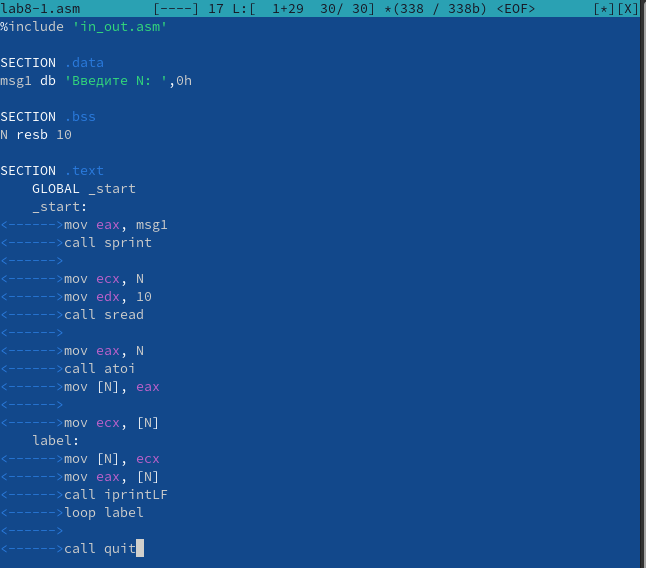 lab8-1.asm [----] 17 L:[ 1+29 30/ 30] *(338 / 338b) <EOF> [*][X]
%include 'in_out.asm'
SECTION .data
msg1 db 'Введите N: ',0h
SECTION .bss
N resb 10
SECTION .text
GLOBAL _start
_start:
<------>mov eax, msg1
<------>call sprint
<------>
<------>mov ecx, N
<------>mov edx, 10
<------>call sread
<------>
<------>mov eax, N
<------>call atoi
<------>mov [N], eax
<------>
<------>mov ecx, [N]
label:
<------>mov [N], ecx
<------>mov eax, [N]
<------>call iprintLF
<------>loop label
<------>
<------>call quit